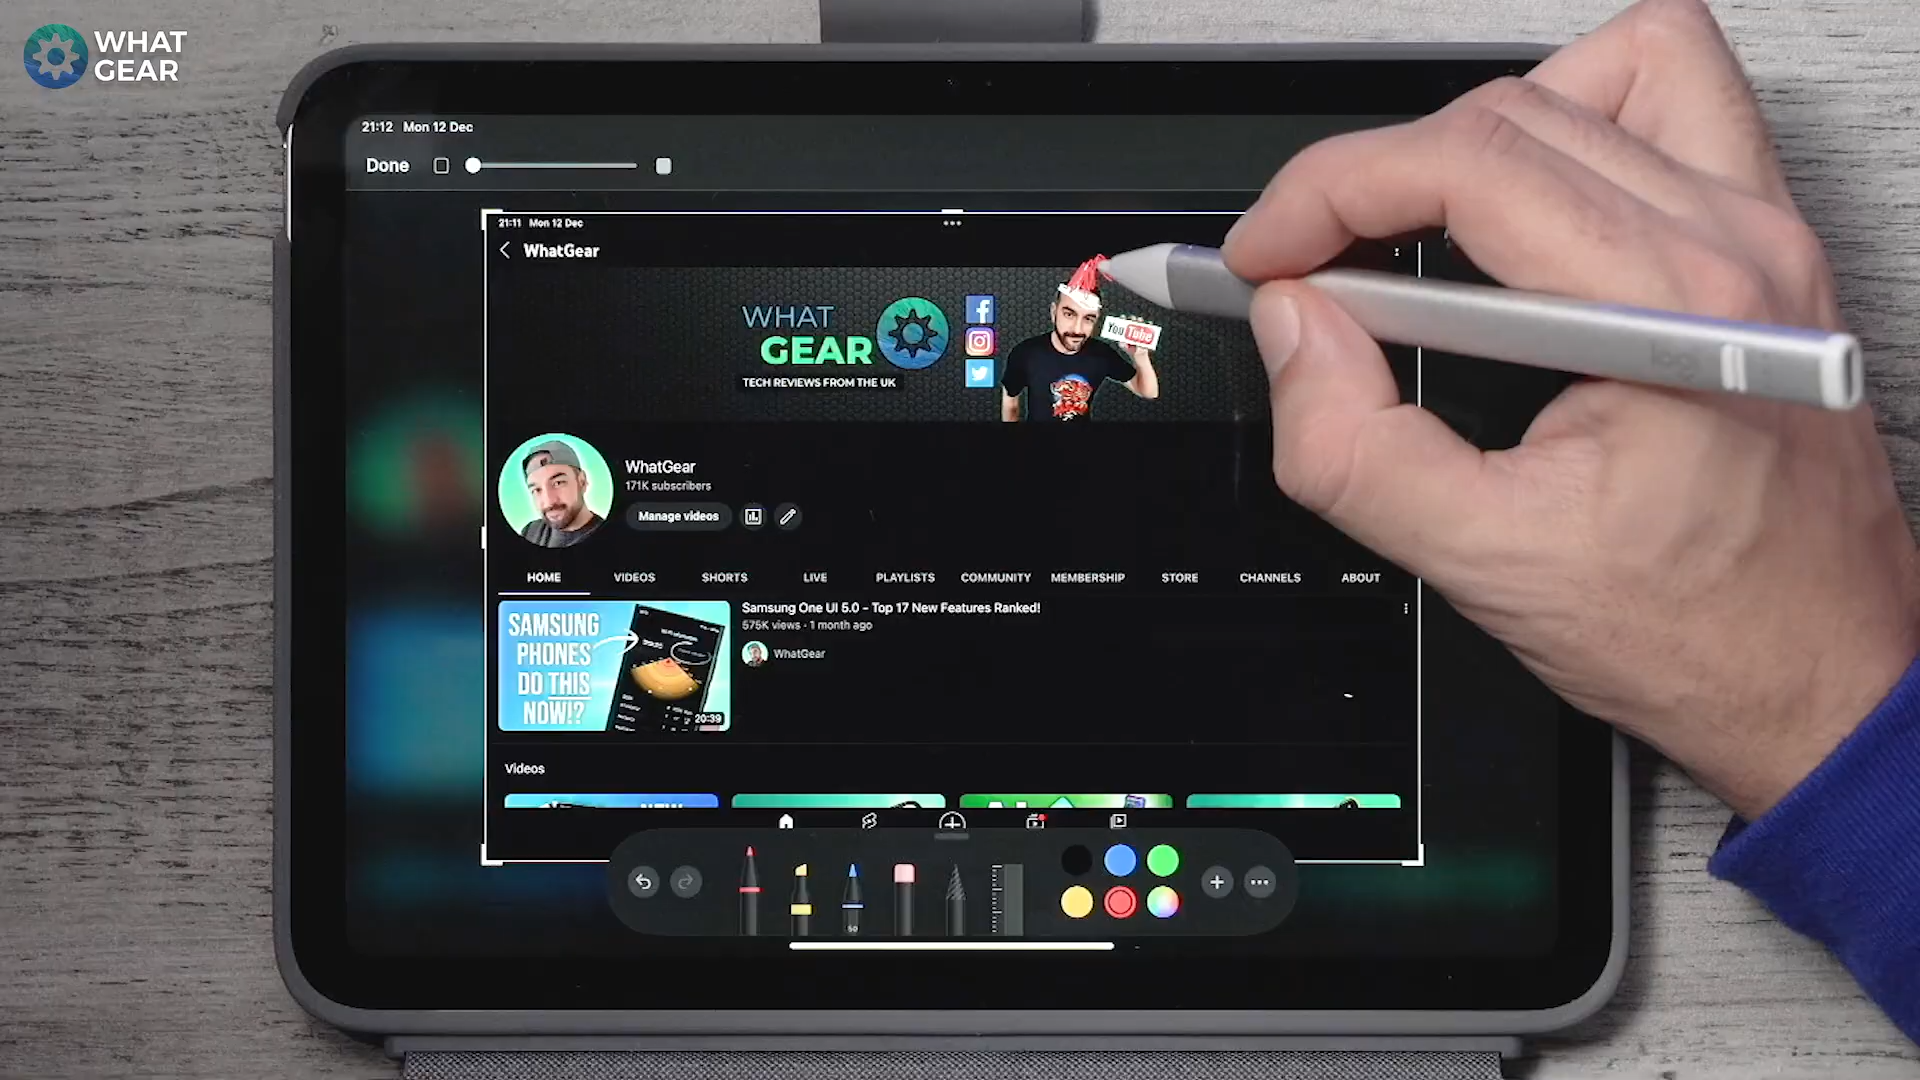 WHAT
GEAR
21:12 Mon 12 Dec
Done
21:11 Mon 12 Dec
WhatGear
WHAT
GEAR
TECH REVIEWS FROM THE UK
You Tube
WhatGear
171K subscribers
Manage videos
HOME VIDEOS SHORTS LIVE PLAYLISTS COMMUNITY MEMBERSHIP STORE CHANNELS ABOUT
SAMSUNG
PHONES
DO THIS
NOW!?
20:39
Samsung One UI 5.0 - Top 17 New Features Ranked!
575K views · 1 month ago
WhatGear
Videos
50